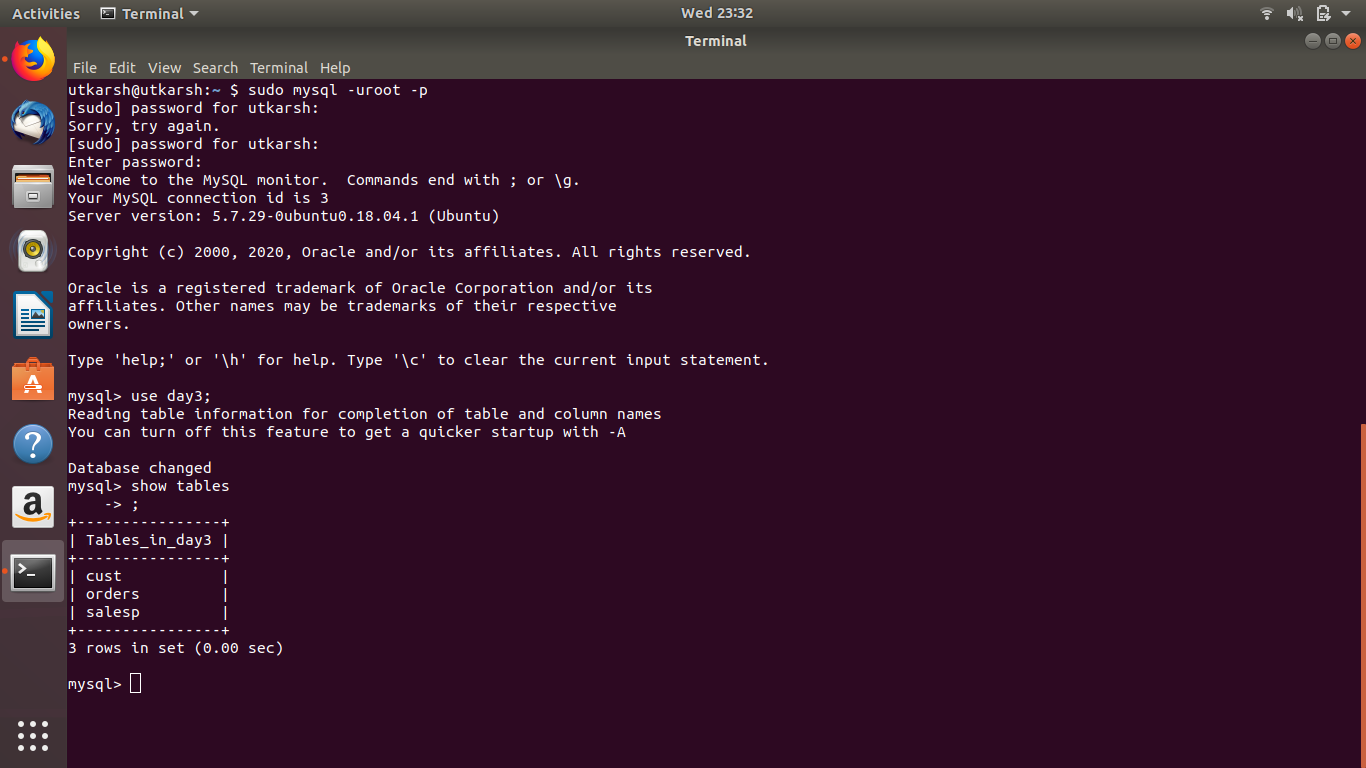 Activities Terminal Wed 23:32
Terminal
File Edit View Search Terminal Help
utkarsh@utkarsh:~ $ sudo mysql -uroot -p
[sudo] password for utkarsh:
Sorry, try again.
[sudo] password for utkarsh:
Enter password:
Welcome to the MySQL monitor.  Commands end with ; or \g.
Your MySQL connection id is 3
Server version: 5.7.29-0ubuntu0.18.04.1 (Ubuntu)

Copyright (c) 2000, 2020, Oracle and/or its affiliates. All rights reserved.

Oracle is a registered trademark of Oracle Corporation and/or its
affiliates. Other names may be trademarks of their respective
owners.

Type 'help;' or '\h' for help. Type '\c' to clear the current input statement.

mysql> use day3;
Reading table information for completion of table and column names
You can turn off this feature to get a quicker startup with -A

Database changed
mysql> show tables
    -> ;
+----------------+
| Tables_in_day3 |
+----------------+
| cust           |
| orders         |
| salesp         |
+----------------+
3 rows in set (0.00 sec)

mysql>